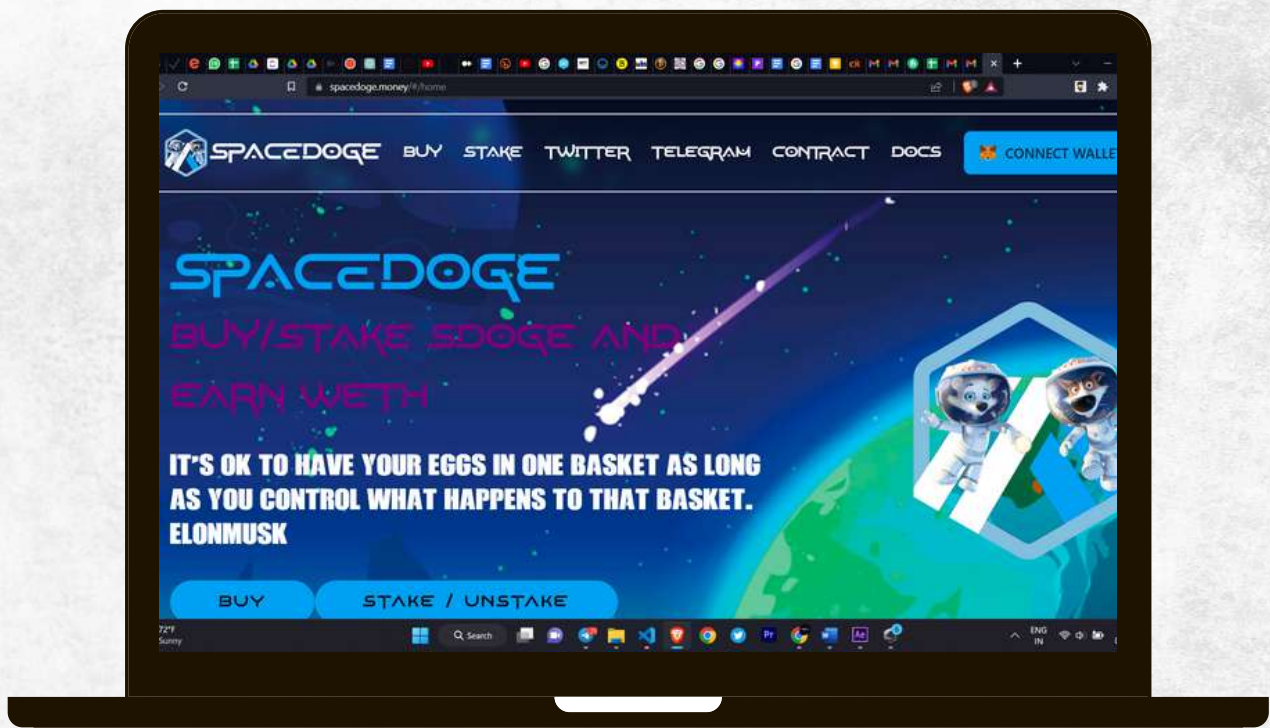 spacedoge.money/#/home
SPACEDOGE BUY STAKE TWITTER TELEGRAM CONTRACT DOCS CONNECT WALLE
SPACEDOGE
BUY/STAKE SDOGE AND
EARN WETH
IT'S OK TO HAVE YOUR EGGS IN ONE BASKET AS LONG
AS YOU CONTROL WHAT HAPPENS TO THAT BASKET.
ELONMUSK
BUY STAKE / UNSTAKE
72°F
Sunny
Search
Pr
Ae
ENG
IN